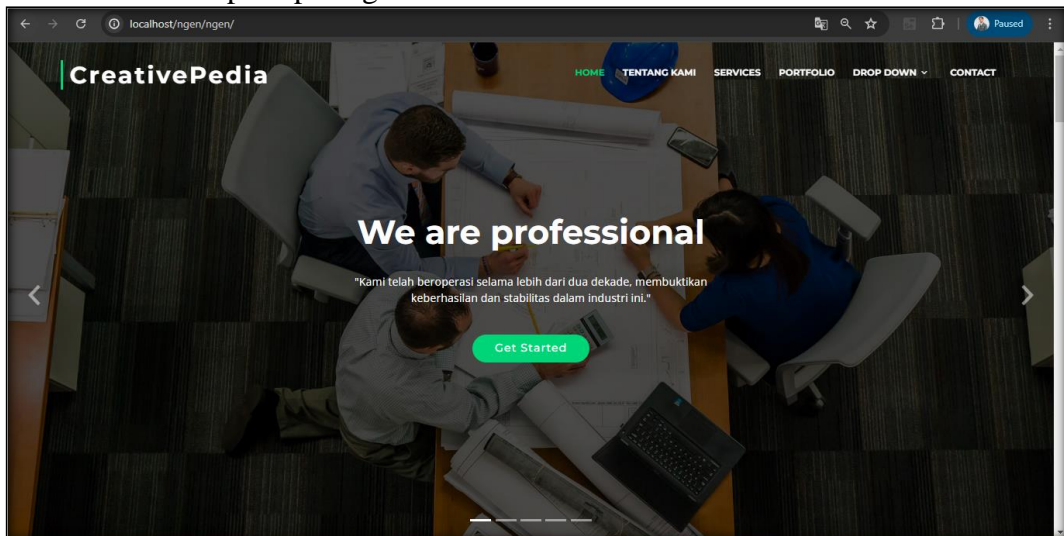 localhost/ngen/ngen/
Paused
CreativePedia
HOME TENTANG KAMI SERVICES PORTFOLIO DROP DOWN CONTACT
We are professional
"Kami telah beroperasi selama lebih dari dua dekade, membuktikan
keberhasilan dan stabilitas dalam industri ini."
Get Started